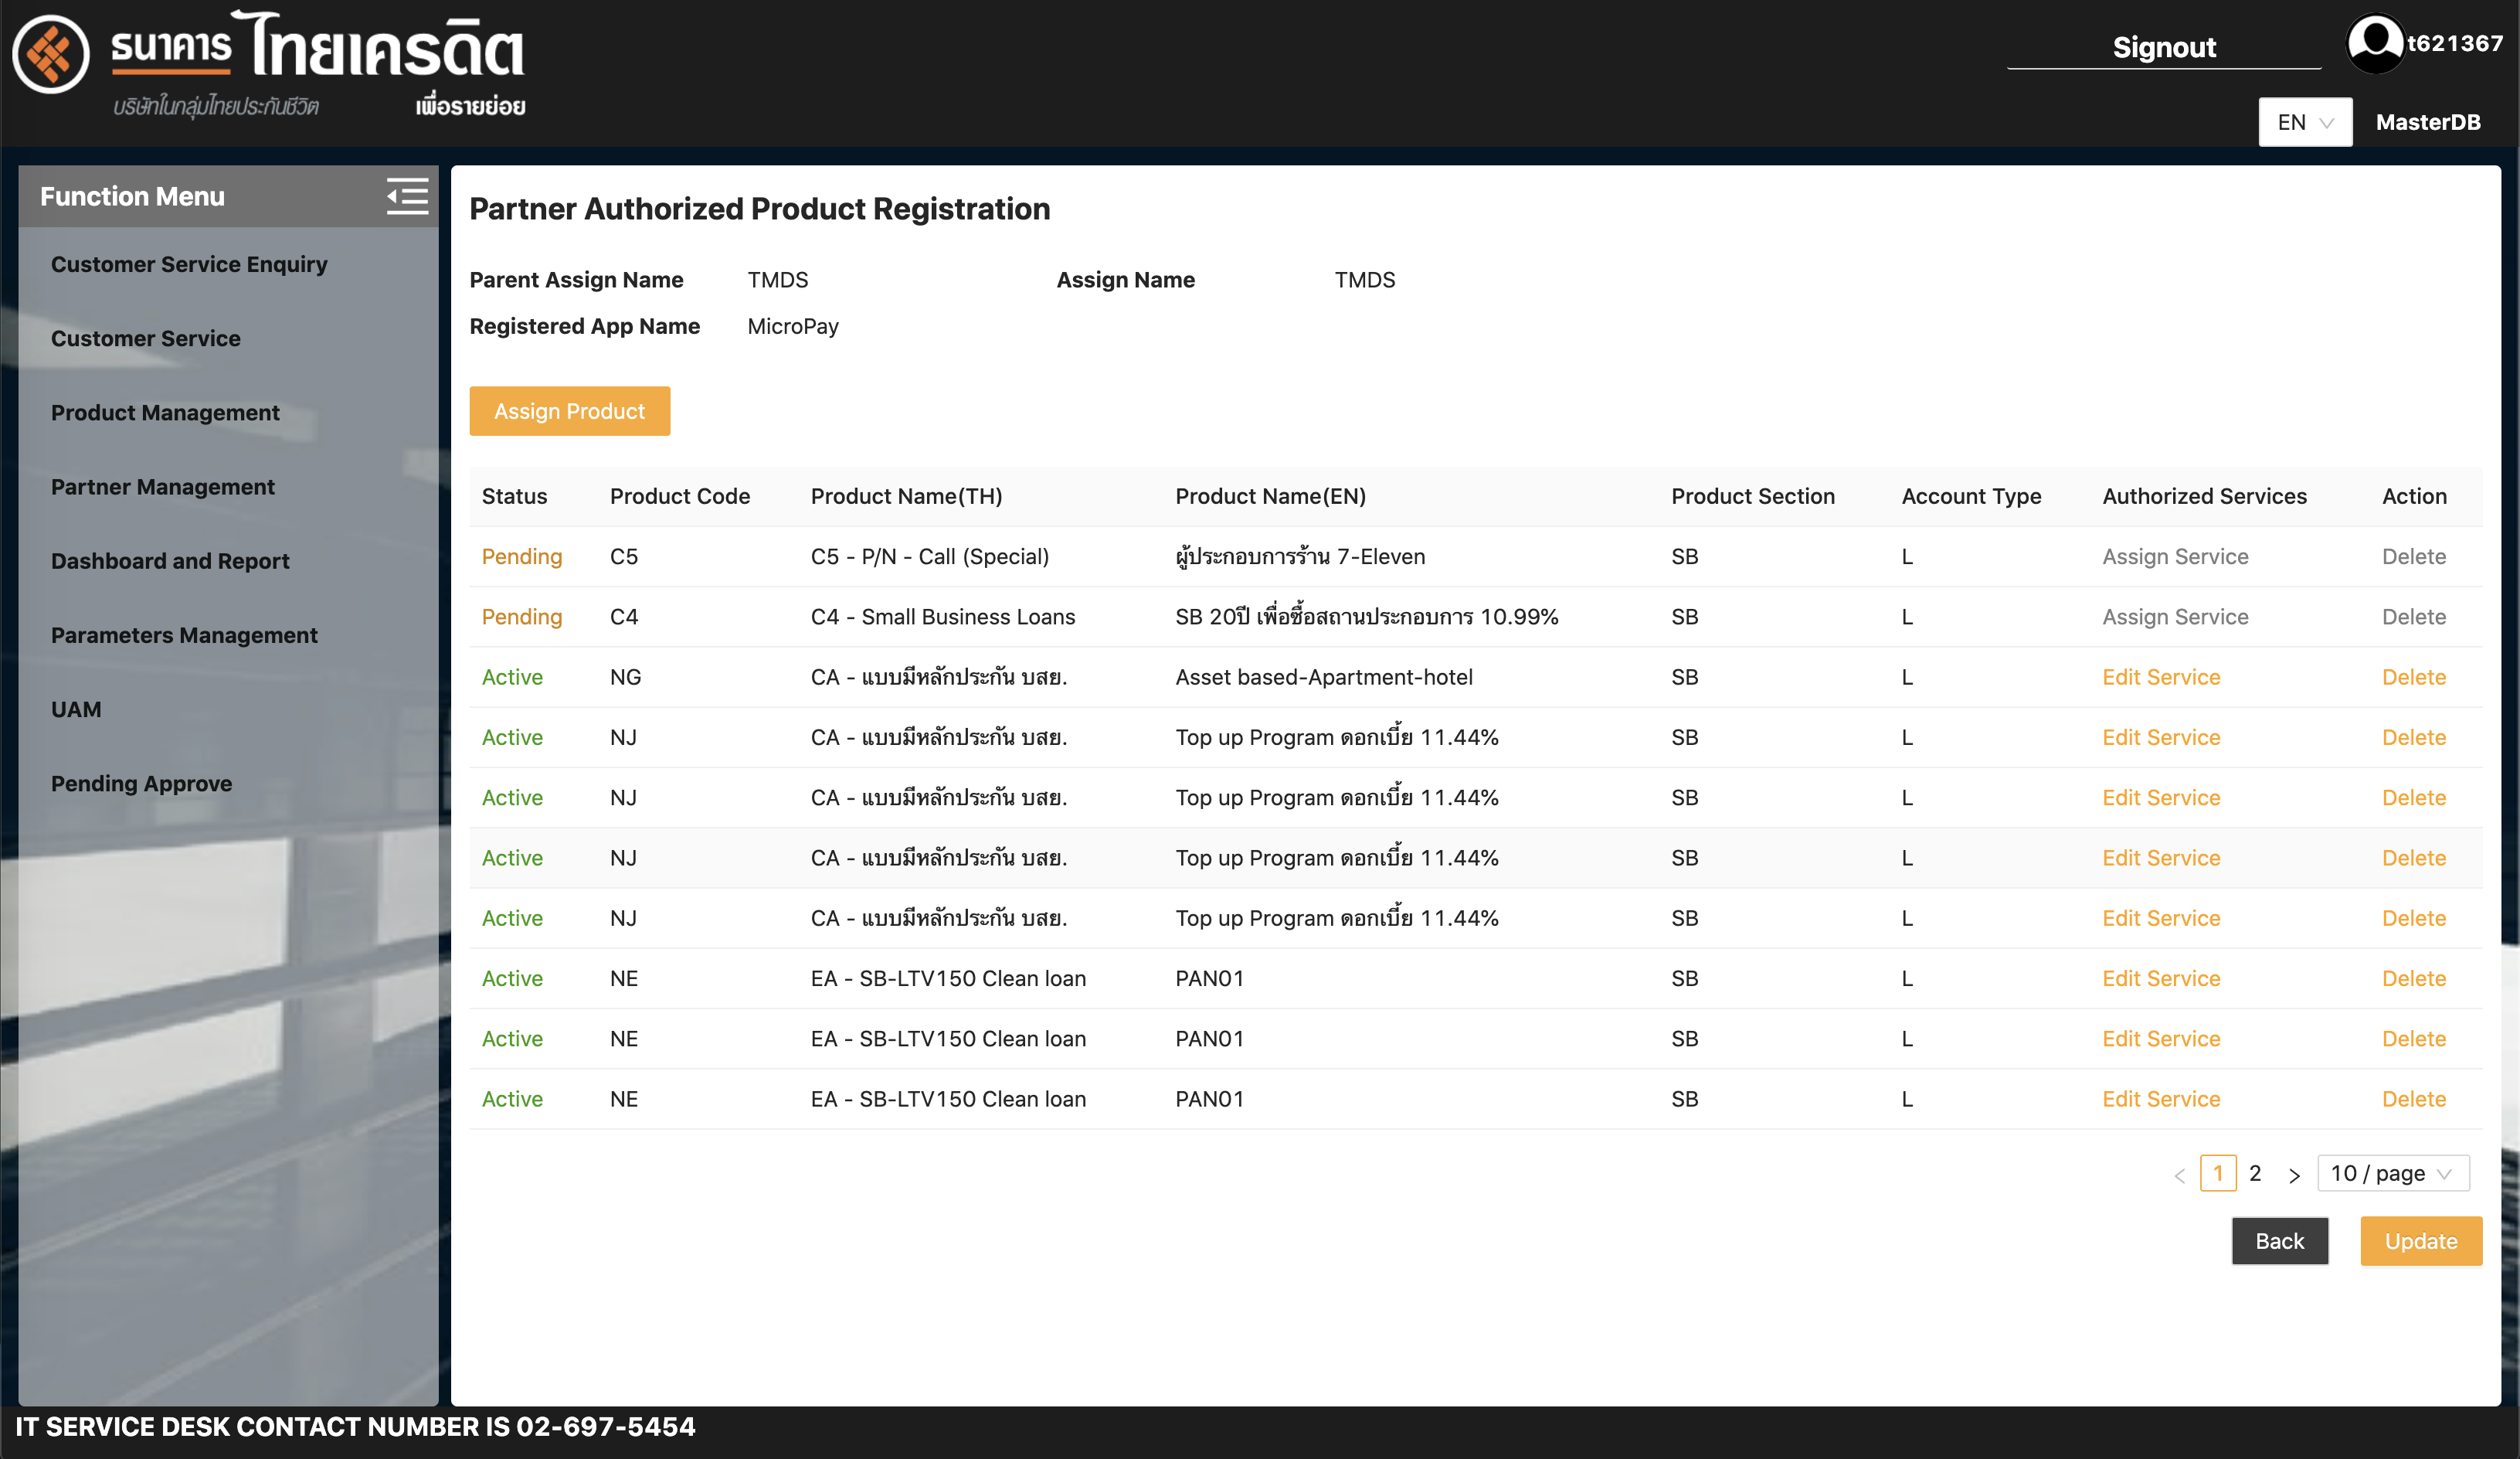 ธนาคาร ไทยเครดิต
บริษัทในกลุ่มไทยประกันชีวิต เพื่อรายย่อย
Signout t621367
EN MasterDB
Function Menu
Customer Service Enquiry
Customer Service
Product Management
Partner Management
Dashboard and Report
Parameters Management
UAM
Pending Approve
Partner Authorized Product Registration
Parent Assign Name TMDS Assign Name TMDS
Registered App Name MicroPay
Assign Product
Status Product Code Product Name(TH) Product Name(EN) Product Section Account Type Authorized Services Action
Pending C5 C5 - P/N - Call (Special) ผู้ประกอบการร้าน 7-Eleven SB L Assign Service Delete
Pending C4 C4 - Small Business Loans SB 20ปี เพื่อซื้อสถานประกอบการ 10.99% SB L Assign Service Delete
Active NG CA - แบบมีหลักประกัน บสย. Asset based-Apartment-hotel SB L Edit Service Delete
Active NJ CA - แบบมีหลักประกัน บสย. Top up Program ดอกเบี้ย 11.44% SB L Edit Service Delete
Active NJ CA - แบบมีหลักประกัน บสย. Top up Program ดอกเบี้ย 11.44% SB L Edit Service Delete
Active NJ CA - แบบมีหลักประกัน บสย. Top up Program ดอกเบี้ย 11.44% SB L Edit Service Delete
Active NJ CA - แบบมีหลักประกัน บสย. Top up Program ดอกเบี้ย 11.44% SB L Edit Service Delete
Active NE EA - SB-LTV150 Clean loan PAN01 SB L Edit Service Delete
Active NE EA - SB-LTV150 Clean loan PAN01 SB L Edit Service Delete
Active NE EA - SB-LTV150 Clean loan PAN01 SB L Edit Service Delete
< 1 2 > 10 / page
Back Update
IT SERVICE DESK CONTACT NUMBER IS 02-697-5454